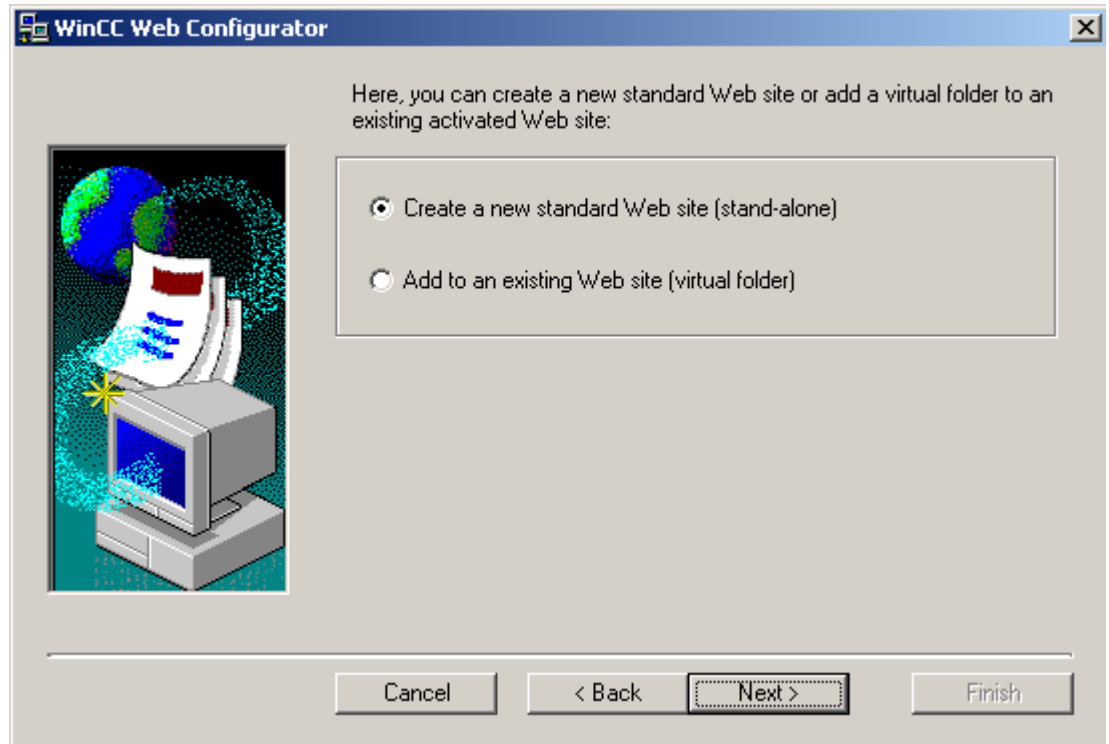 WinCC Web Configurator
Here, you can create a new standard Web site or add a virtual folder to an
existing activated Web site:
Create a new standard Web site (stand-alone)
Add to an existing Web site (virtual folder)
Cancel
< Back
Next >
Finish